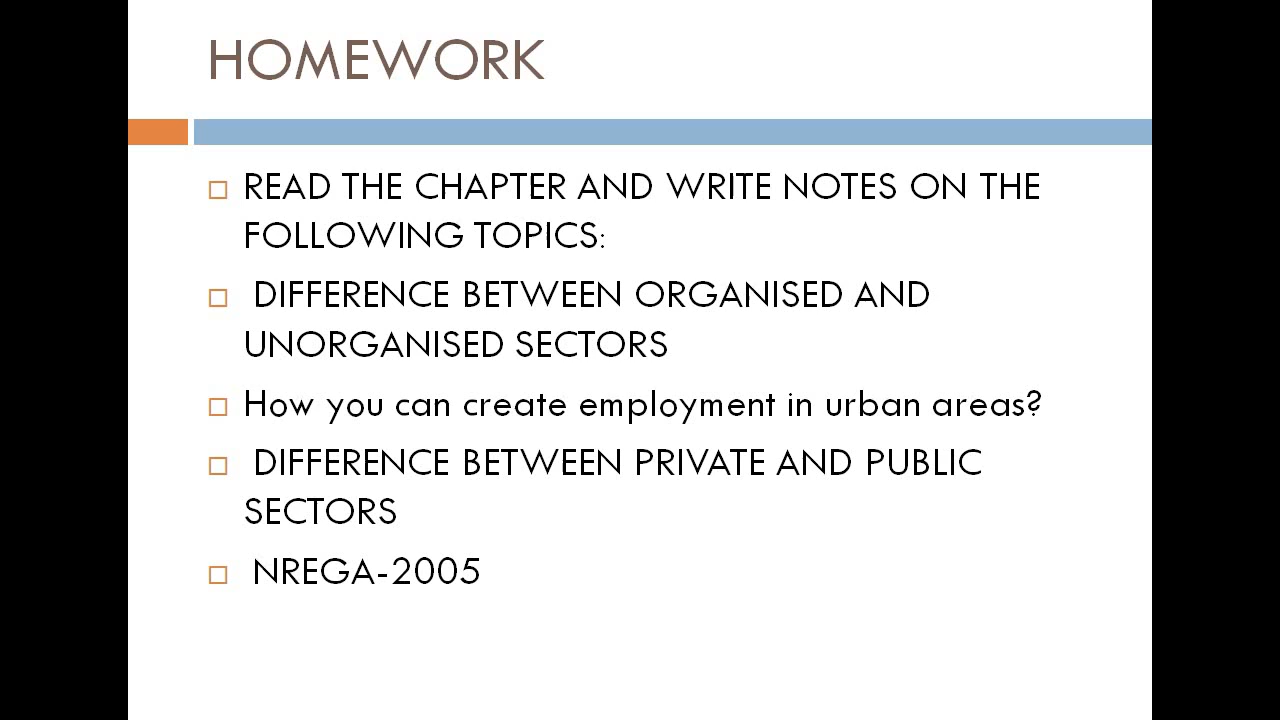 HOMEWORK
READ THE CHAPTER AND WRITE NOTES ON THE
FOLLOWING TOPICS:
DIFFERENCE BETWEEN ORGANISED AND
UNORGANISED SECTORS
How you can create employment in urban areas?
DIFFERENCE BETWEEN PRIVATE AND PUBLIC
SECTORS
NREGA-2005